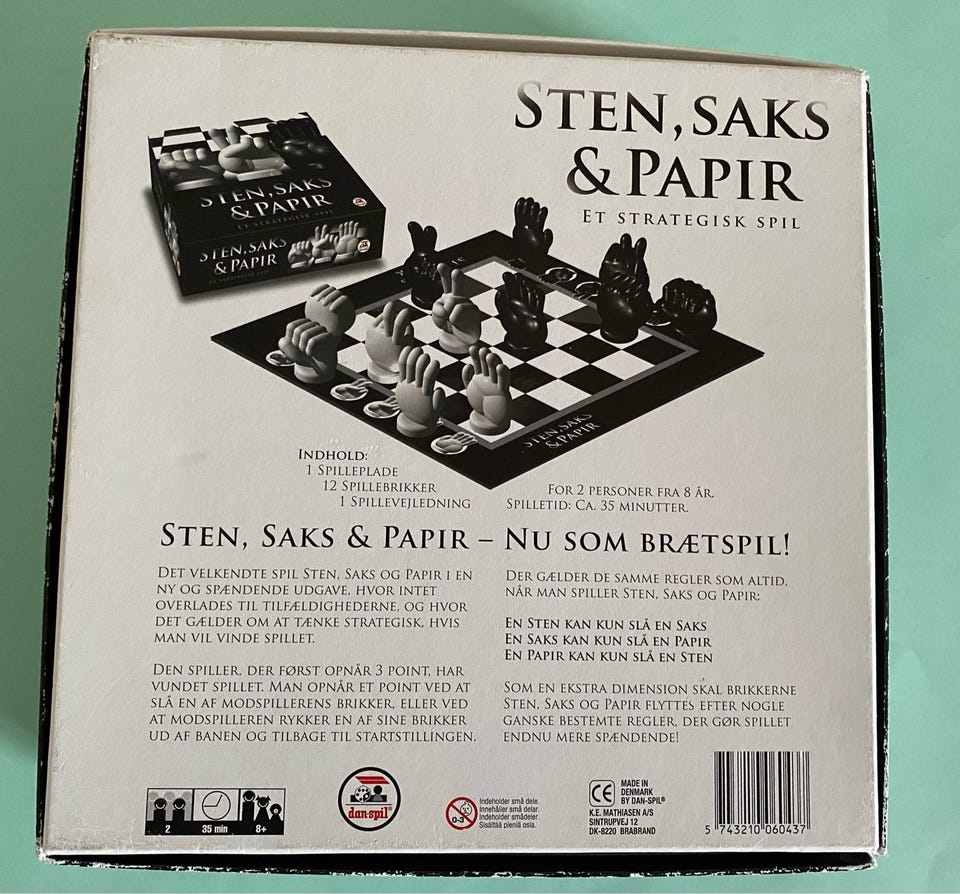 STEN, SAKS
& PAPIR
ET STRATEGISK SPIL
STEN, SAKS
& PAPIR
ET STRATEGISK SPIL
STEN, SAKS
& PAPIR
STEN, SAKS
& PAPIR
INDHOLD:
1 SPILLEPLADE
12 SPILLEBRIKKER
1 SPILLEVEJLEDNING
FOR 2 PERSONER FRA 8 ÅR.
SPILLETID: CA. 35 MINUTTER.
STEN, SAKS & PAPIR – NU SOM BRÆTSPIL!
DET VELKENDTE SPIL STEN, SAKS OG PAPIR I EN
NY OG SPÆNDENDE UDGAVE, HVOR INTET
OVERLADES TIL TILFÆLDIGHEDERNE, OG HVOR
DET GÆLDER OM AT TÆNKE STRATEGISK, HVIS
MAN VIL VINDE SPILLET.
DEN SPILLER, DER FØRST OPNÅR 3 POINT, HAR
VUNDET SPILLET. MAN OPNÅR ET POINT VED AT
SLÅ EN AF MODSPILLERENS BRIKKER, ELLER VED
AT MODSPILLEREN RYKKER EN AF SINE BRIKKER
UD AF BANEN OG TILBAGE TIL STARTSTILLINGEN.
DER GÆLDER DE SAMME REGLER SOM ALTID,
NÅR MAN SPILLER STEN, SAKS OG PAPIR:
EN STEN KAN KUN SLÅ EN SAKS
EN SAKS KAN KUN SLÅ EN PAPIR
EN PAPIR KAN KUN SLÅ EN STEN
SOM EN EKSTRA DIMENSION SKAL BRIKKERNE
STEN, SAKS OG PAPIR FLYTTES EFTER NOGLE
GANSKE BESTEMTE REGLER, DER GØR SPILLET
ENDNU MERE SPÆNDENDE!
2
35 min
8+
dan-spil®
0-3
Indeholder små dele.
Innehåller små delar.
Indeholder smådeler.
Sisältää pieniä osia.
CE
MADE IN
DENMARK
BY DAN-SPIL®
K.E. MATHIASEN A/S
SINTRUPVEJ 12
DK-8220 BRABRAND
5 743210 060437